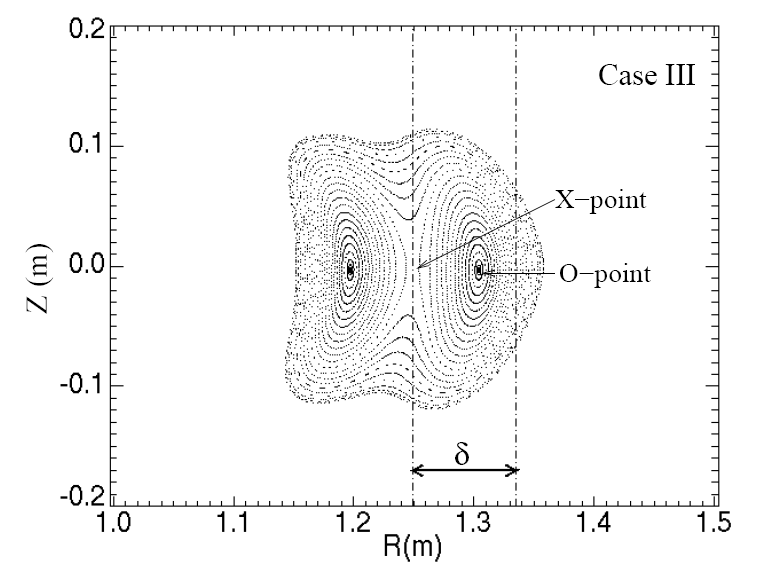 0.2
Case III
0.1
X−point
0.0
O−point
Z (m)
-0.1
δ
-0.2
1.0 1.1 1.2 1.3 1.4 1.5
R(m)